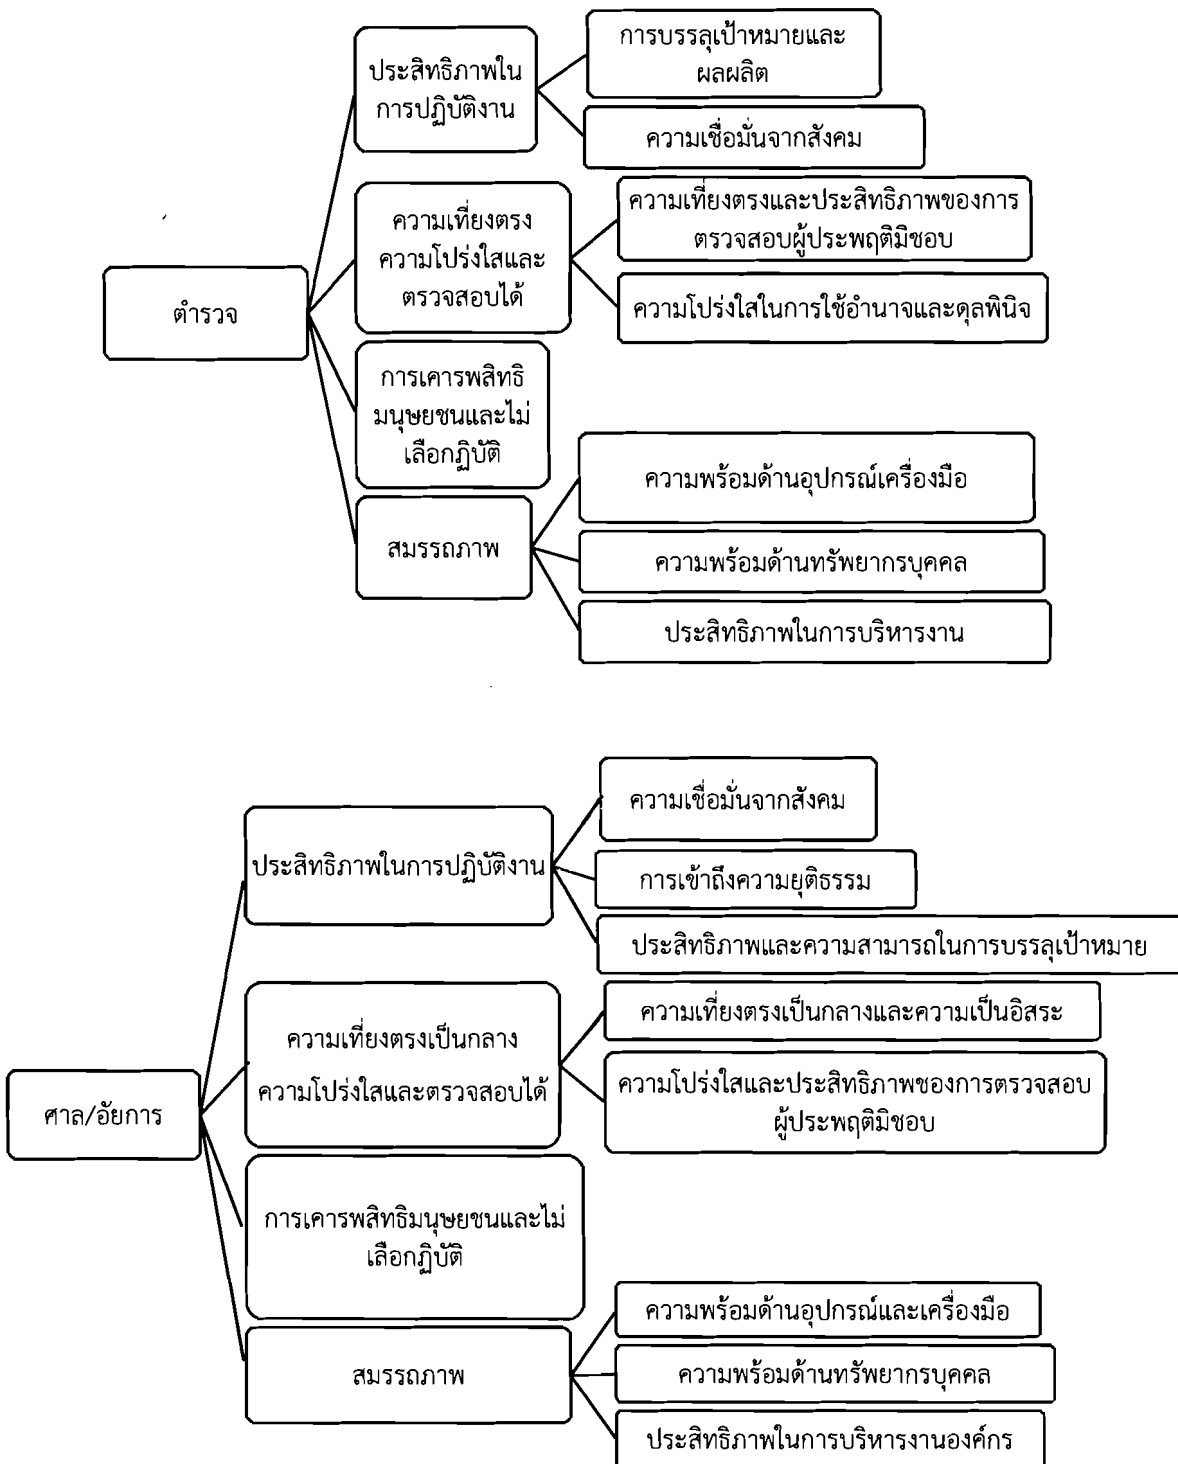 ตำรวจ
ประสิทธิภาพใน
การปฏิบัติงาน
การบรรลุเป้าหมายและ
ผลผลิต
ความเชื่อมั่นจากสังคม
ความเที่ยงตรง
ความโปร่งใสและ
ตรวจสอบได้
ความเที่ยงตรงและประสิทธิภาพของการ
ตรวจสอบผู้ประพฤติมิชอบ
ความโปร่งใสในการใช้อำนาจและดุลพินิจ
การเคารพสิทธิ
มนุษยชนและไม่
เลือกฏิบัติ
สมรรถภาพ
ความพร้อมด้านอุปกรณ์เครื่องมือ
ความพร้อมด้านทรัพยากรบุคคล
ประสิทธิภาพในการบริหารงาน
ศาล/อัยการ
ประสิทธิภาพในการปฏิบัติงาน
ความเชื่อมั่นจากสังคม
การเข้าถึงความยุติธรรม
ประสิทธิภาพและความสามารถในการบรรลุเป้าหมาย
ความเที่ยงตรงเป็นกลาง
ความโปร่งใสและตรวจสอบได้
ความเที่ยงตรงเป็นกลางและความเป็นอิสระ
ความโปร่งใสและประสิทธิภาพชองการตรวจสอบ
ผู้ประพฤติมิชอบ
การเคารพสิทธิมนุษยชนและไม่
เลือกฏิบัติ
สมรรถภาพ
ความพร้อมด้านอุปกรณ์และเครื่องมือ
ความพร้อมด้านทรัพยากรบุคคล
ประสิทธิภาพในการบริหารงานองค์กร